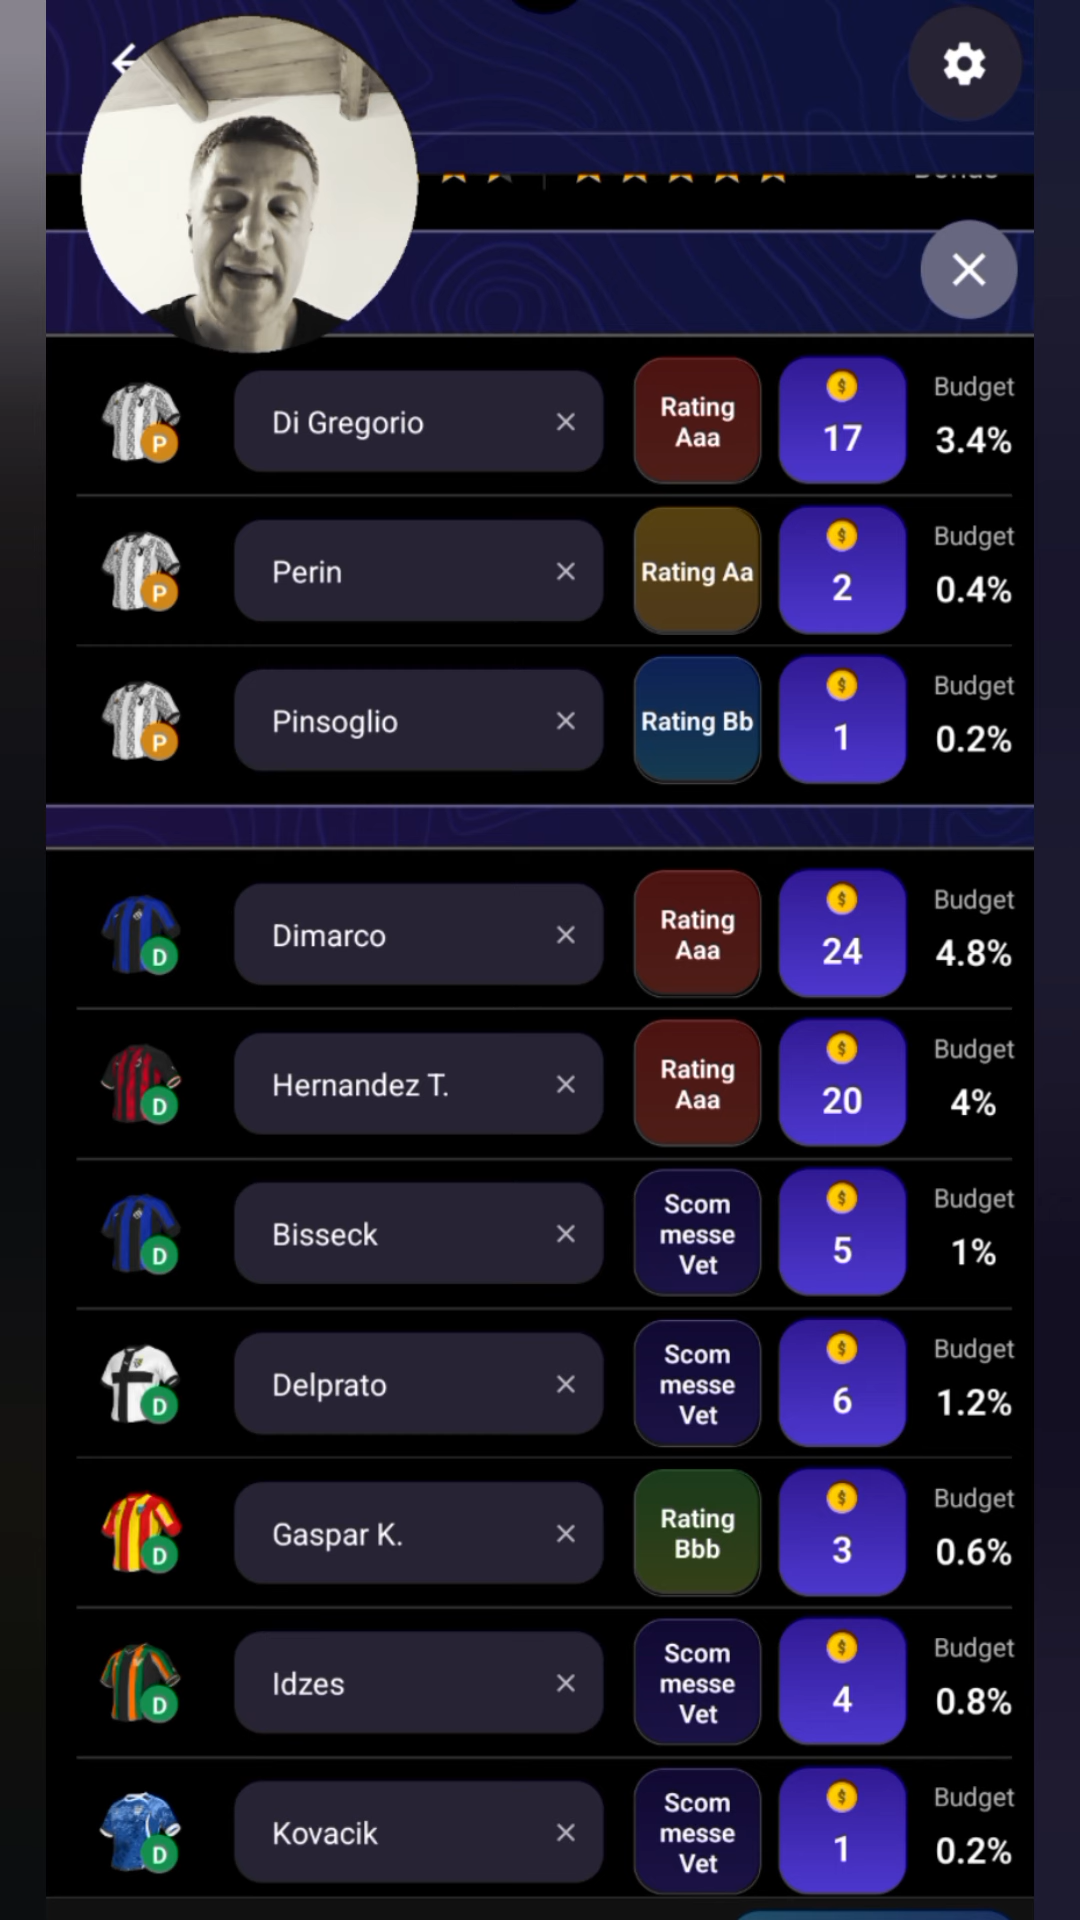 Bonus
P
Di Gregorio
Rating
Aaa
17
Budget
3.4%
P
Perin
Rating Aa
2
Budget
0.4%
P
Pinsoglio
Rating Bb
1
Budget
0.2%
D
Dimarco
Rating
Aaa
24
Budget
4.8%
D
Hernandez T.
Rating
Aaa
20
Budget
4%
D
Bisseck
Scom
messe
Vet
5
Budget
1%
D
Delprato
Scom
messe
Vet
6
Budget
1.2%
D
Gaspar K.
Rating
Bbb
3
Budget
0.6%
D
Idzes
Scom
messe
Vet
4
Budget
0.8%
D
Kovacik
Scom
messe
Vet
1
Budget
0.2%